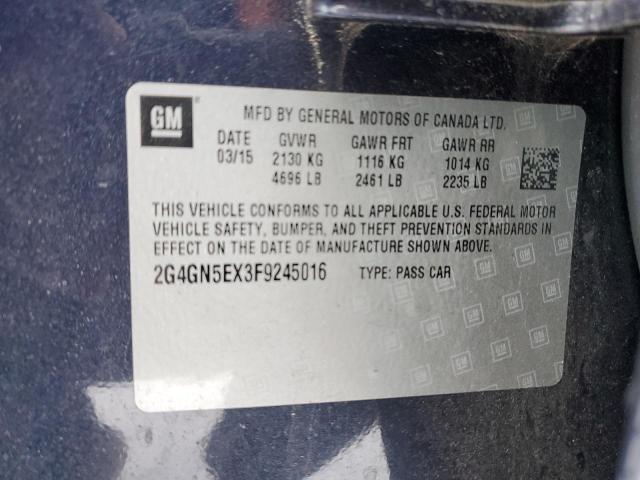 GM
MFD BY GENERAL MOTORS OF CANADA LTD.
DATE GVWR GAWR FRT GAWR RR
03/15 2130 KG 1116 KG 1014 KG
4696 LB 2461 LB 2235 LB
THIS VEHICLE CONFORMS TO ALL APPLICABLE U.S. FEDERAL MOTOR
VEHICLE SAFETY, BUMPER, AND THEFT PREVENTION STANDARDS IN
EFFECT ON THE DATE OF MANUFACTURE SHOWN ABOVE.
2G4GN5EX3F9245016 TYPE: PASS CAR